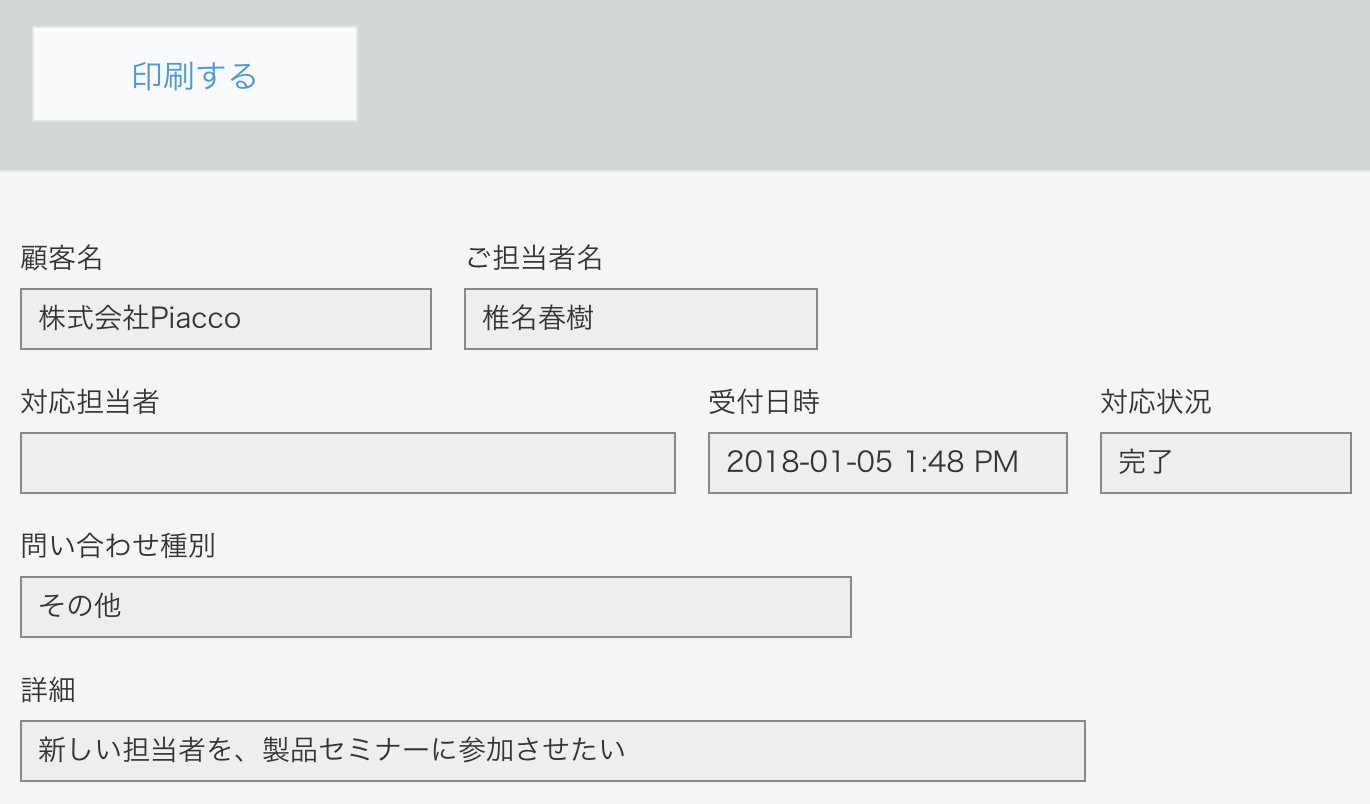 印刷する
顧客名 ご担当者名
株式会社Piacco 椎名春樹
対応担当者 受付日時 対応状況
2018-01-05 1:48 PM 完了
問い合わせ種別
その他
詳細
新しい担当者を、製品セミナーに参加させたい